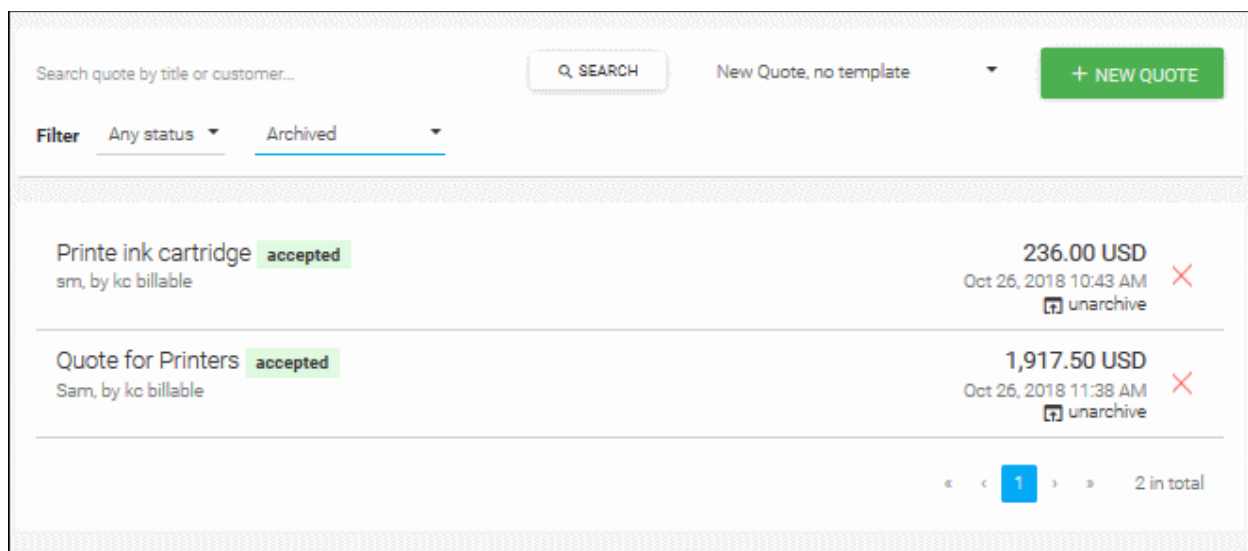 Search quote by title or customer...
SEARCH
New Quote, no template
+ NEW QUOTE
Filter
Any status
Archived
Printe ink cartridge accepted
236.00 USD
sm, by kc billable
Oct 26, 2018 10:43 AM
unarchive
Quote for Printers accepted
1,917.50 USD
Sam, by kc billable
Oct 26, 2018 11:38 AM
unarchive
« ‹ 1 › » 2 in total